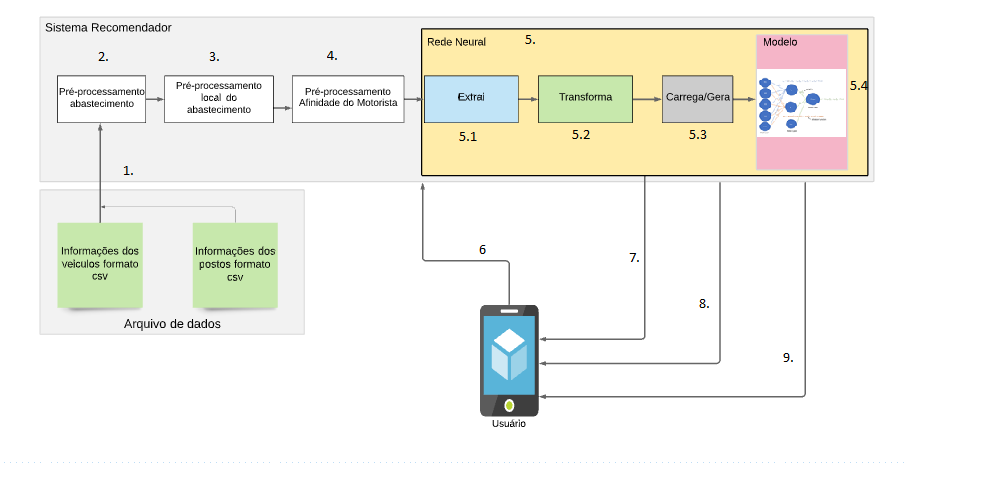 Sistema Recomendador
2.
3.
4.
Pré-processamento
abastecimento
Pré-processamento
local do
abastecimento
Pré-processamento
Afinidade do Motorista
Rede Neural
5.
Extrai
5.1
Transforma
5.2
Carrega/Gera
5.3
Modelo
5.4
1.
Informações dos
veiculos formato
csv
Informações dos
postos formato
csv
Arquivo de dados
6
7.
8.
9.
Usuário